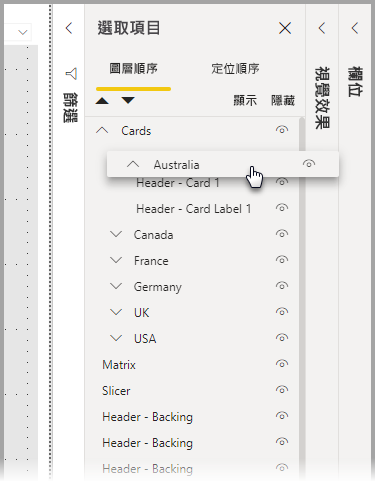 選取項目
圖層順序
定位順序
顯示
隱藏
Cards
Australia
Header - Card 1
Header - Card Label 1
Canada
France
Germany
UK
USA
Matrix
Slicer
Header - Backing
Header - Backing
Header - Backing
篩選
視覺效果
欄位